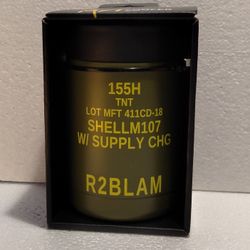 155H
TNT
LOT MFT 411CD-18
SHELLM107
W/ SUPPLY CHG
R2BLAM